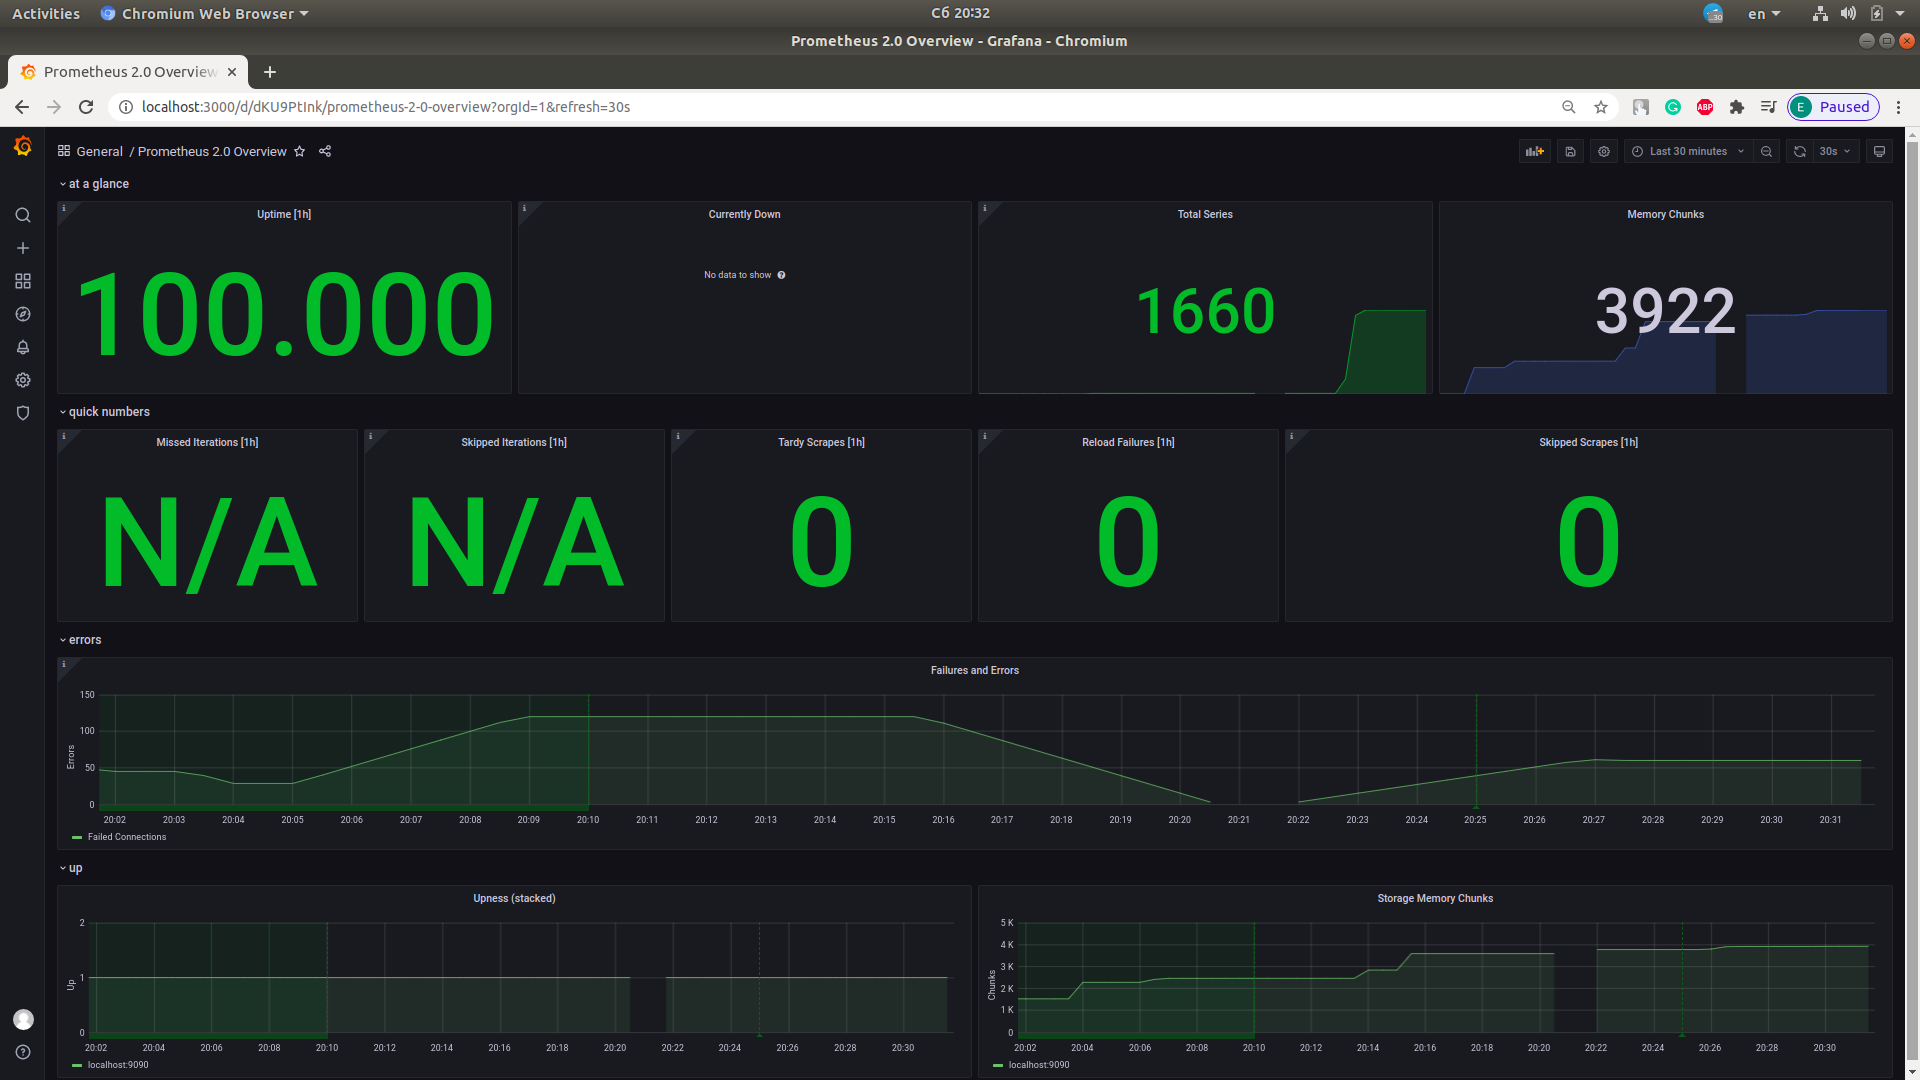 Activities Chromium Web Browser Сб 20:32 30 en
Prometheus 2.0 Overview - Grafana - Chromium
Prometheus 2.0 Overview
localhost:3000/d/dKU9PtInk/prometheus-2-0-overview?orgId=1&refresh=30s ABP E Paused
General / Prometheus 2.0 Overview Last 30 minutes 30s
at a glance
Uptime [1h] Currently Down Total Series Memory Chunks
100.000 No data to show 1660 3922
quick numbers
Missed Iterations [1h] Skipped Iterations [1h] Tardy Scrapes [1h] Reload Failures [1h] Skipped Scrapes [1h]
N/A N/A 0 0 0
errors
Failures and Errors
Errors
150
100
50
0
20:02 20:03 20:04 20:05 20:06 20:07 20:08 20:09 20:10 20:11 20:12 20:13 20:14 20:15 20:16 20:17 20:18 20:19 20:20 20:21 20:22 20:23 20:24 20:25 20:26 20:27 20:28 20:29 20:30 20:31
Failed Connections
up
Upness (stacked)
Up
2
1
0
20:02 20:04 20:06 20:08 20:10 20:12 20:14 20:16 20:18 20:20 20:22 20:24 20:26 20:28 20:30
localhost:9090
Storage Memory Chunks
Chunks
5 K
4 K
3 K
2 K
1 K
0
20:02 20:04 20:06 20:08 20:10 20:12 20:14 20:16 20:18 20:20 20:22 20:24 20:26 20:28 20:30
localhost:9090